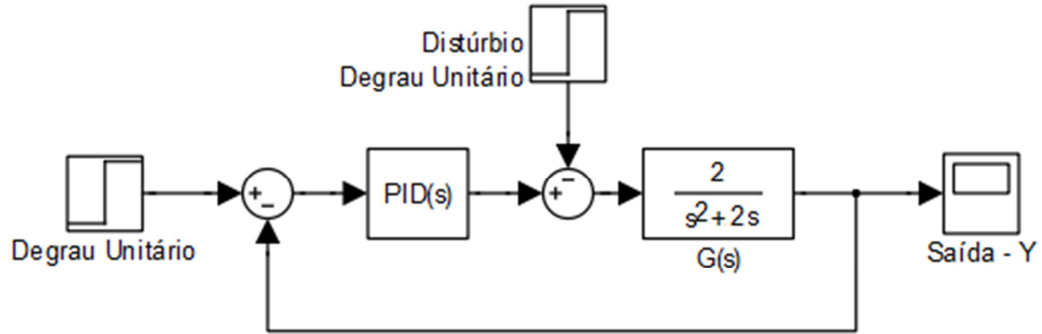 Distúrbio
Degrau Unitário
+
−
PID(s)
−
+
2
s²+2s
G(s)
Degrau Unitário
Saída - Y